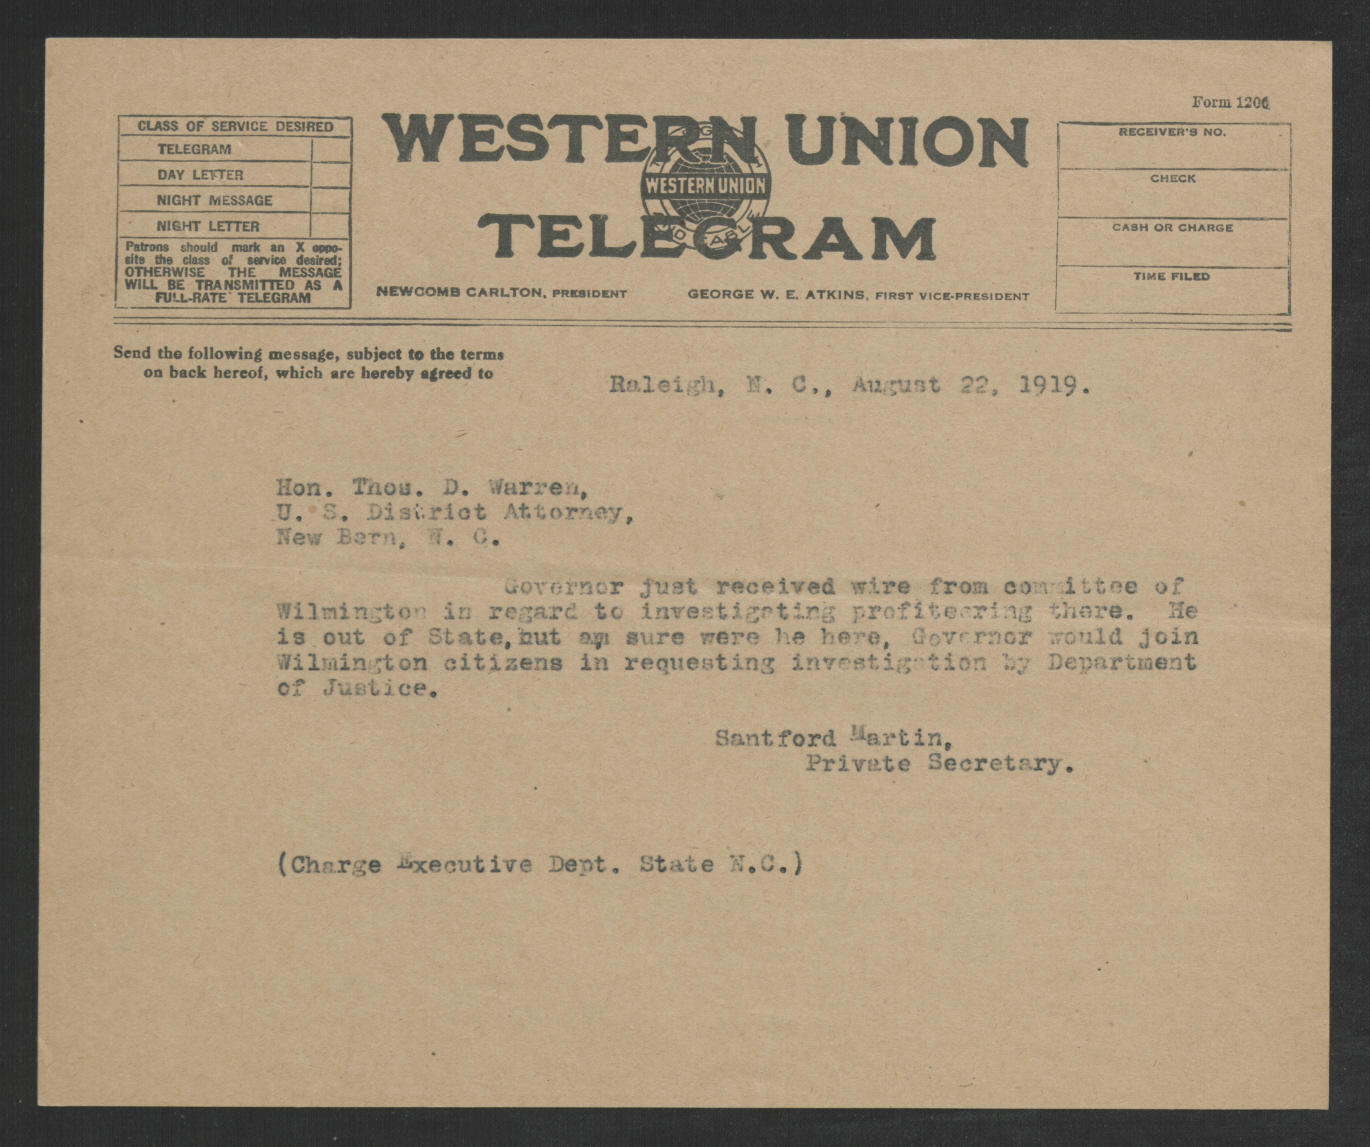 Form 1206
CLASS OF SERVICE DESIRED
TELEGRAM
DAY LETTER
NIGHT MESSAGE
NIGHT LETTER
Patrons should mark an X oppo-
site the class of service desired;
OTHERWISE THE MESSAGE
WILL BE TRANSMITTED AS A
FULL-RATE TELEGRAM
WESTERN UNION
WESTERN UNION
TELEGRAM
NEWCOMB CARLTON, PRESIDENT
GEORGE W. E. ATKINS, FIRST VICE-PRESIDENT
RECEIVER'S NO.
CHECK
CASH OR CHARGE
TIME FILED
Send the following message, subject to the terms
on back hereof, which are hereby agreed to
Raleigh, N. C., August 22, 1919.
Hon. Thos. D. Warren,
U. S. District Attorney,
New Bern, N. C.
Governor just received wire from committee of
Wilmington in regard to investigating profiteering there. He
is out of State, but am sure were he here, Governor would join
Wilmington citizens in requesting investigation by Department
of Justice.
Santford Martin,
Private Secretary.
(Charge Executive Dept. State N.C.)